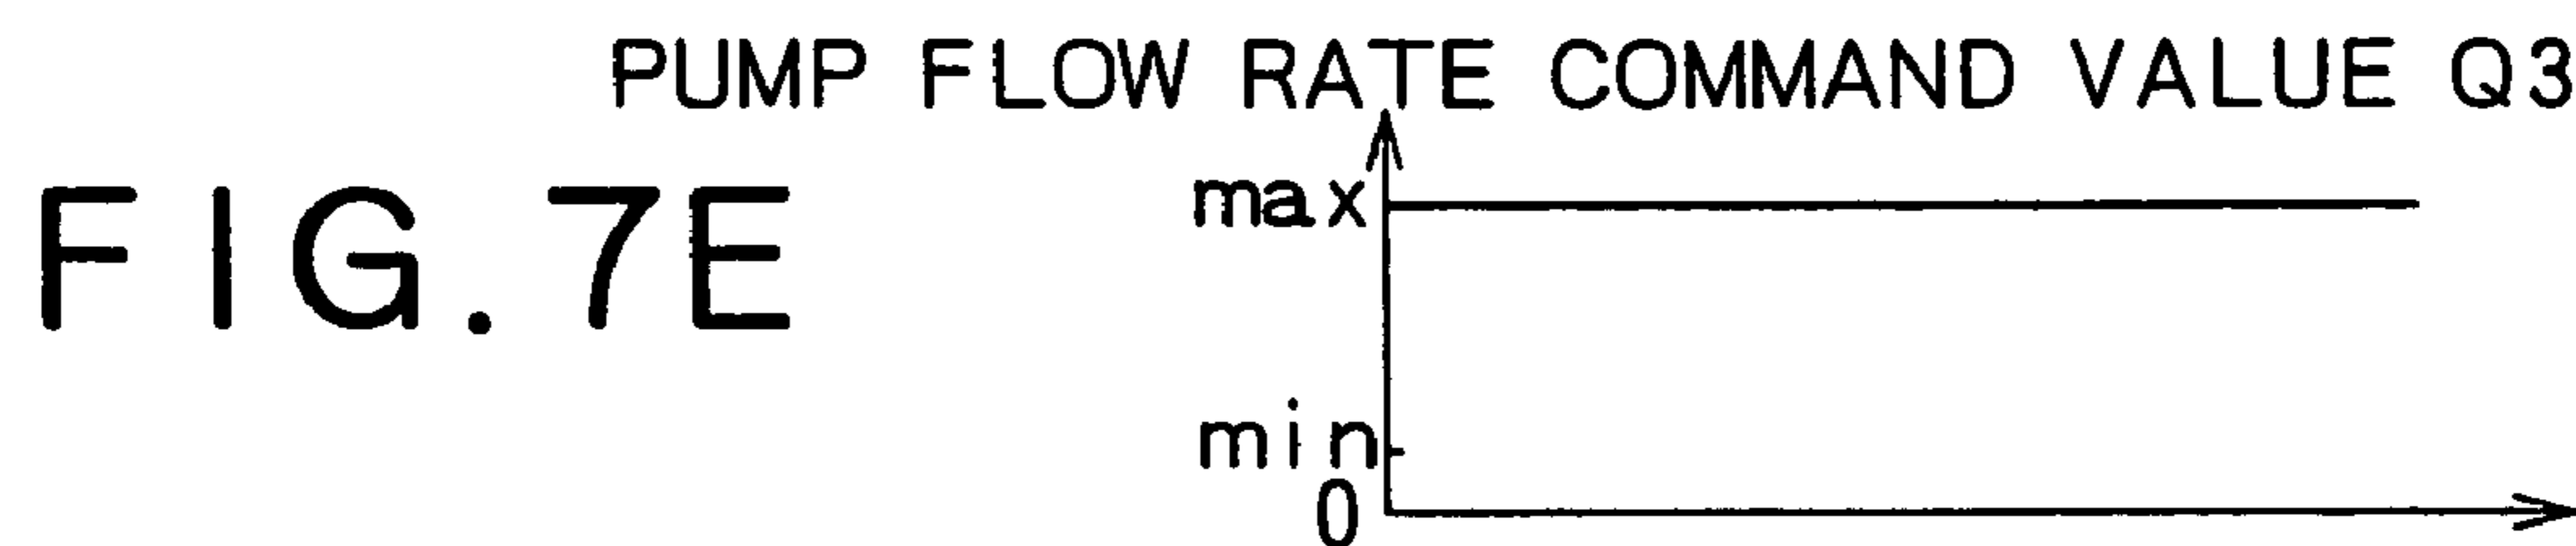 PUMP FLOW RATE COMMAND VALUE Q3
FIG.7E
max
min
0